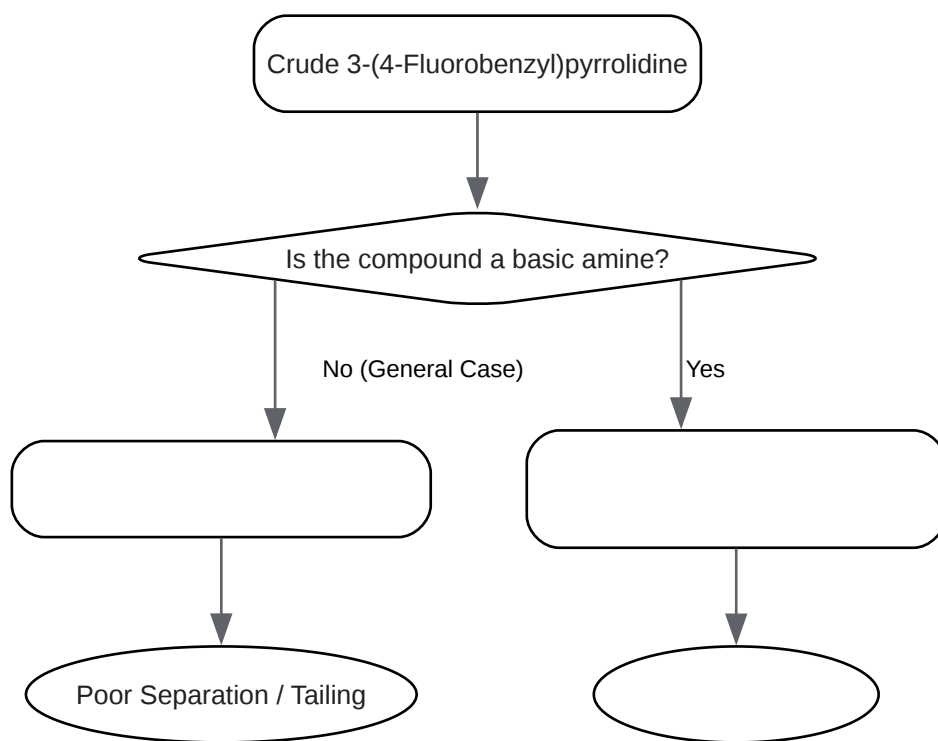 Crude 3-(4-Fluorobenzyl)pyrrolidine
Is the compound a basic amine?
No (General Case)
Yes
Poor Separation / Tailing